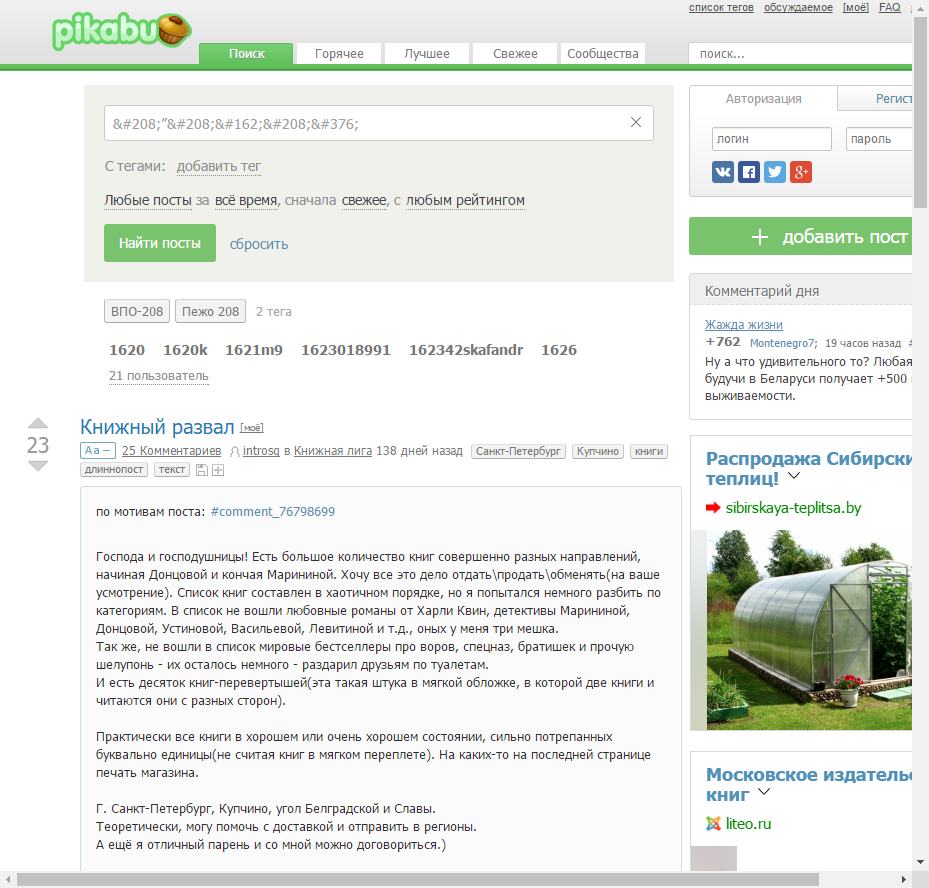 список тегов обсуждаемое [моё] FAQ
pikabu
Поиск Горячее Лучшее Свежее Сообщества поиск...
&#208;”&#208;&#162;&#208;&#376;
С тегами: добавить тег
Любые посты за всё время, сначала свежее, с любым рейтингом
Найти посты сбросить
ВПО-208 Пежо 208 2 тега
1620 1620k 1621m9 1623018991 162342skafandr 1626
21 пользователь
23
Книжный развал [моё]
Aa – 25 Комментариев introsq в Книжная лига 138 дней назад Санкт-Петербург Купчино книги
длиннопост текст
по мотивам поста: #comment_76798699
Господа и господушницы! Есть большое количество книг совершенно разных направлений,
начиная Донцовой и кончая Марининой. Хочу все это дело отдать\продать\обменять(на ваше
усмотрение). Список книг составлен в хаотичном порядке, но я попытался немного разбить по
категориям. В список не вошли любовные романы от Харли Квин, детективы Марининой,
Донцовой, Устиновой, Васильевой, Левитиной и т.д., оных у меня три мешка.
Так же, не вошли в список мировые бестселлеры про воров, спецназ, братишек и прочую
шелупонь - их осталось немного - раздарил друзьям по туалетам.
И есть десяток книг-перевертышей(эта такая штука в мягкой обложке, в которой две книги и
читаются они с разных сторон).
Практически все книги в хорошем или очень хорошем состоянии, сильно потрепанных
буквально единицы(не считая книг в мягком переплете). На каких-то на последней странице
печать магазина.
Г. Санкт-Петербург, Купчино, угол Белградской и Славы.
Теоретически, могу помочь с доставкой и отправить в регионы.
А ещё я отличный парень и со мной можно договориться.)
Авторизация Регист
логин пароль
+ добавить пост
Комментарий дня
Жажда жизни
+762 Montenegro7; 19 часов назад #
Ну а что удивительного то? Любая
будучи в Беларуси получает +500
выживаемости.
Распродажа Сибирски
теплиц!
sibirskaya-teplitsa.by
Московское издательс
книг
liteo.ru